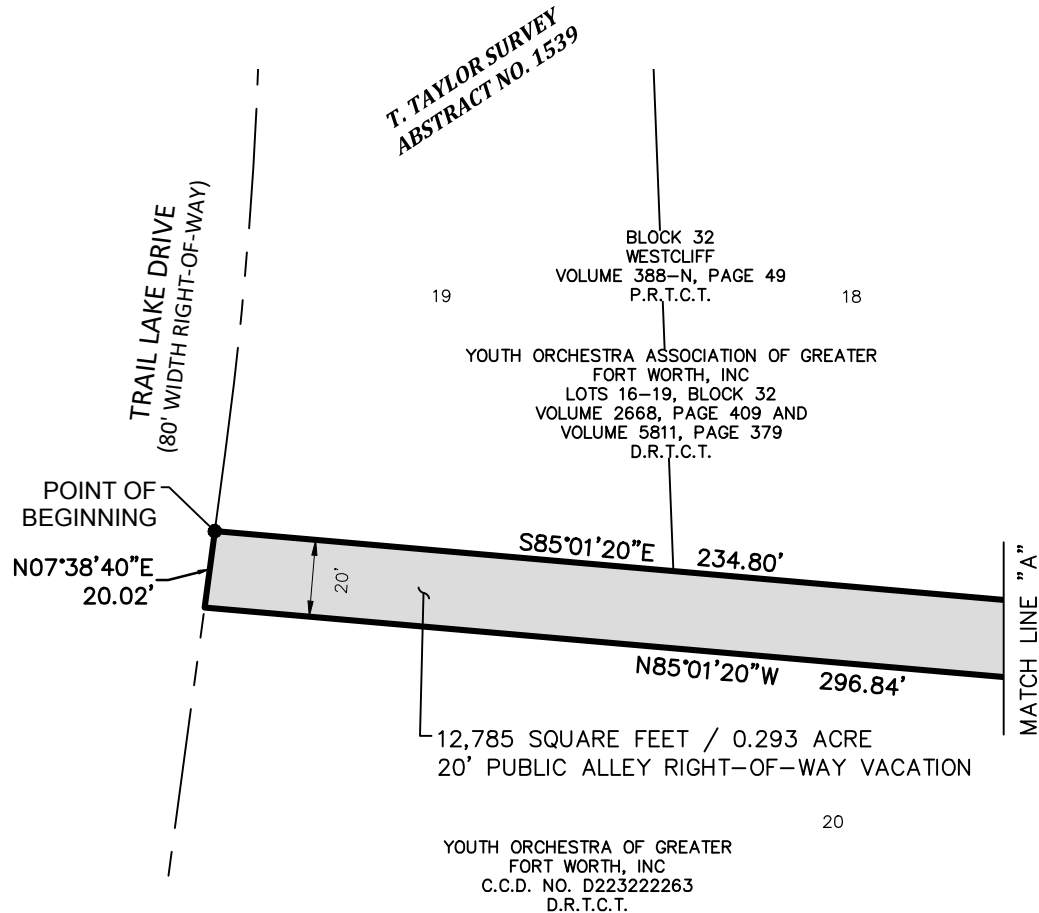 T. TAYLOR SURVEY
ABSTRACT NO. 1539
TRAIL LAKE DRIVE
(80' WIDTH RIGHT-OF-WAY)
BLOCK 32
WESTCLIFF
VOLUME 388-N, PAGE 49
P.R.T.C.T.
19
18
YOUTH ORCHESTRA ASSOCIATION OF GREATER
FORT WORTH, INC
LOTS 16-19, BLOCK 32
VOLUME 2668, PAGE 409 AND
VOLUME 5811, PAGE 379
D.R.T.C.T.
POINT OF
BEGINNING
N07°38'40"E
20.02'
S85°01'20"E 234.80'
20'
N85°01'20"W 296.84'
MATCH LINE "A"
12,785 SQUARE FEET / 0.293 ACRE
20' PUBLIC ALLEY RIGHT-OF-WAY VACATION
20
YOUTH ORCHESTRA OF GREATER
FORT WORTH, INC
C.C.D. NO. D223222263
D.R.T.C.T.